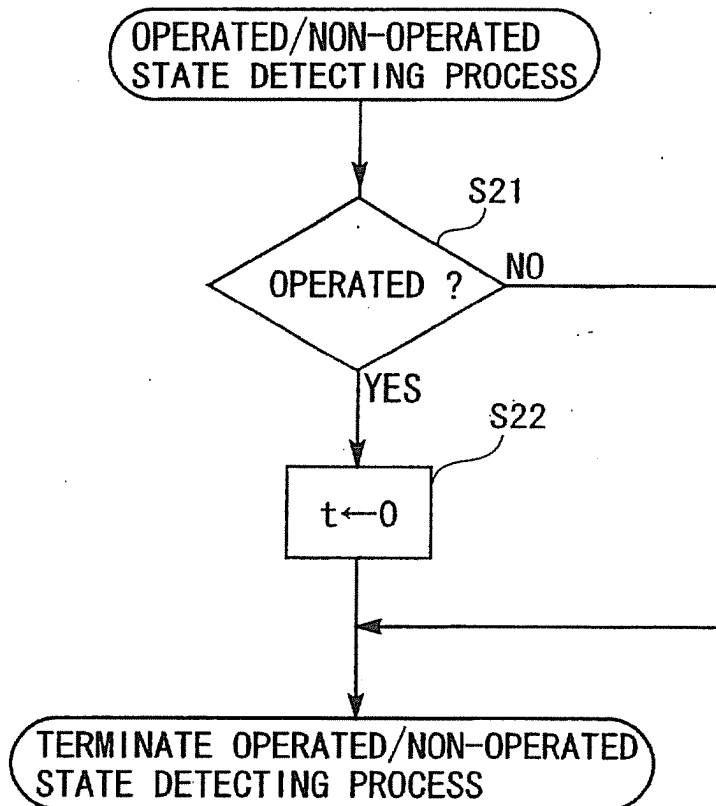 OPERATED/NON-OPERATED
STATE DETECTING PROCESS
S21
OPERATED ?
NO
YES
S22
t←0
TERMINATE OPERATED/NON-OPERATED
STATE DETECTING PROCESS